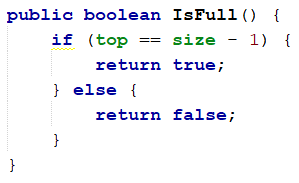 public boolean IsFull() {
    if (top == size - 1) {
        return true;
    } else {
        return false;
    }
}